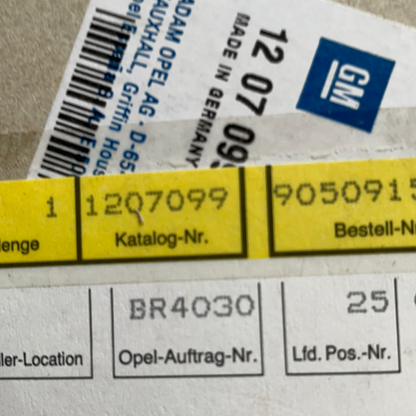 GM
12 07 09
MADE IN GERMANY
ADAM OPEL AG · D-65
VAUXHALL, Griffin Hous
1 1207099 9050915
enge Katalog-Nr. Bestell-N
BR4030 25
ler-Location Opel-Auftrag-Nr. Lfd. Pos.-Nr.